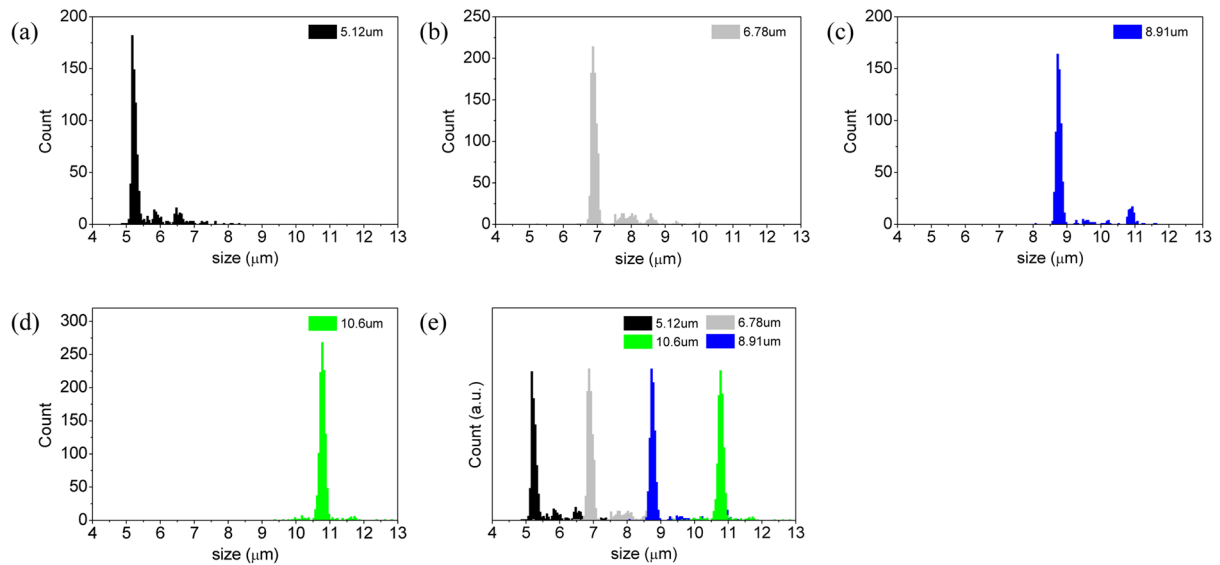 (a)
5.12um
Count
200
150
100
50
0
4 5 6 7 8 9 10 11 12 13
size (μm)
(b)
6.78um
Count
250
200
150
100
50
0
4 5 6 7 8 9 10 11 12 13
size (μm)
(c)
8.91um
Count
200
150
100
50
0
4 5 6 7 8 9 10 11 12 13
size (μm)
(d)
10.6um
Count
300
250
200
150
100
50
0
4 5 6 7 8 9 10 11 12 13
size (μm)
(e)
5.12um 6.78um
10.6um 8.91um
Count (a.u.)
4 5 6 7 8 9 10 11 12 13
size (μm)